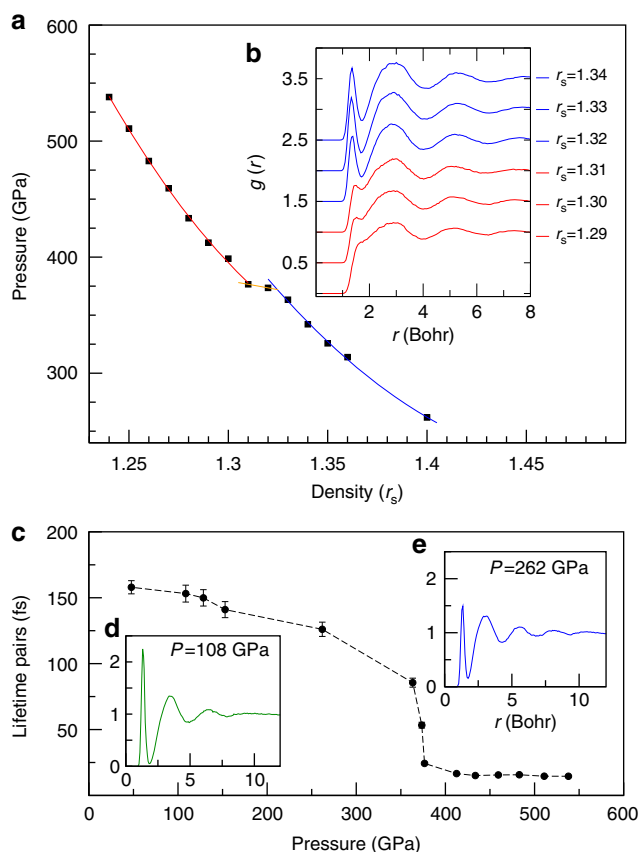 a
600
500
400
300
Pressure (GPa)
1.25
1.3
1.35
1.4
1.45
Density (rs)
b
3.5
2.5
1.5
0.5
g (r)
2
4
6
8
r (Bohr)
rs=1.34
rs=1.33
rs=1.32
rs=1.31
rs=1.30
rs=1.29
c
200
150
100
50
0
Lifetime pairs (fs)
0
100
200
300
400
500
600
Pressure (GPa)
d
P=108 GPa
2
1
0
0
5
10
e
P=262 GPa
2
1
0
0
5
10
r (Bohr)